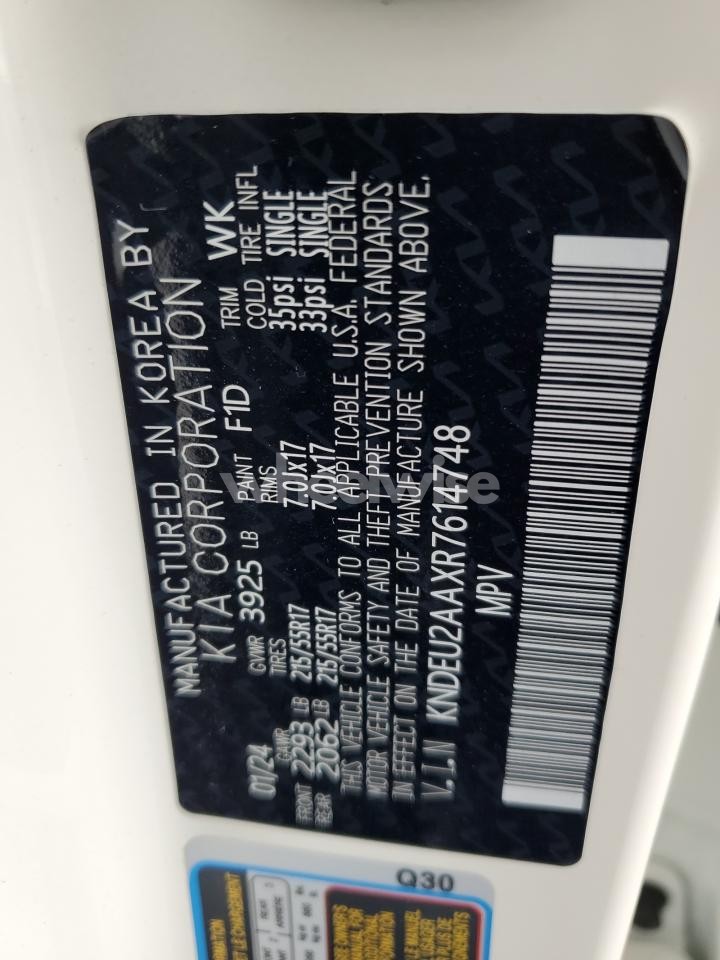 MANUFACTURED IN KOREA BY
KIA CORPORATION
01/24 GVWR 3925 LB PAINT F1D TRIM WK
GAWR TIRES RIMS COLD TIRE INFL
FRONT 2293 LB 215/55R17 7.0Jx17 35psi SINGLE
REAR 2062 LB 215/55R17 7.0Jx17 33psi SINGLE
THIS VEHICLE CONFORMS TO ALL APPLICABLE U.S.A. FEDERAL
MOTOR VEHICLE SAFETY AND THEFT PREVENTION STANDARDS
IN EFFECT ON THE DATE OF MANUFACTURE SHOWN ABOVE.
V.I.N KNDEU2AAXR7614748
MPV
wheelwise
Q30